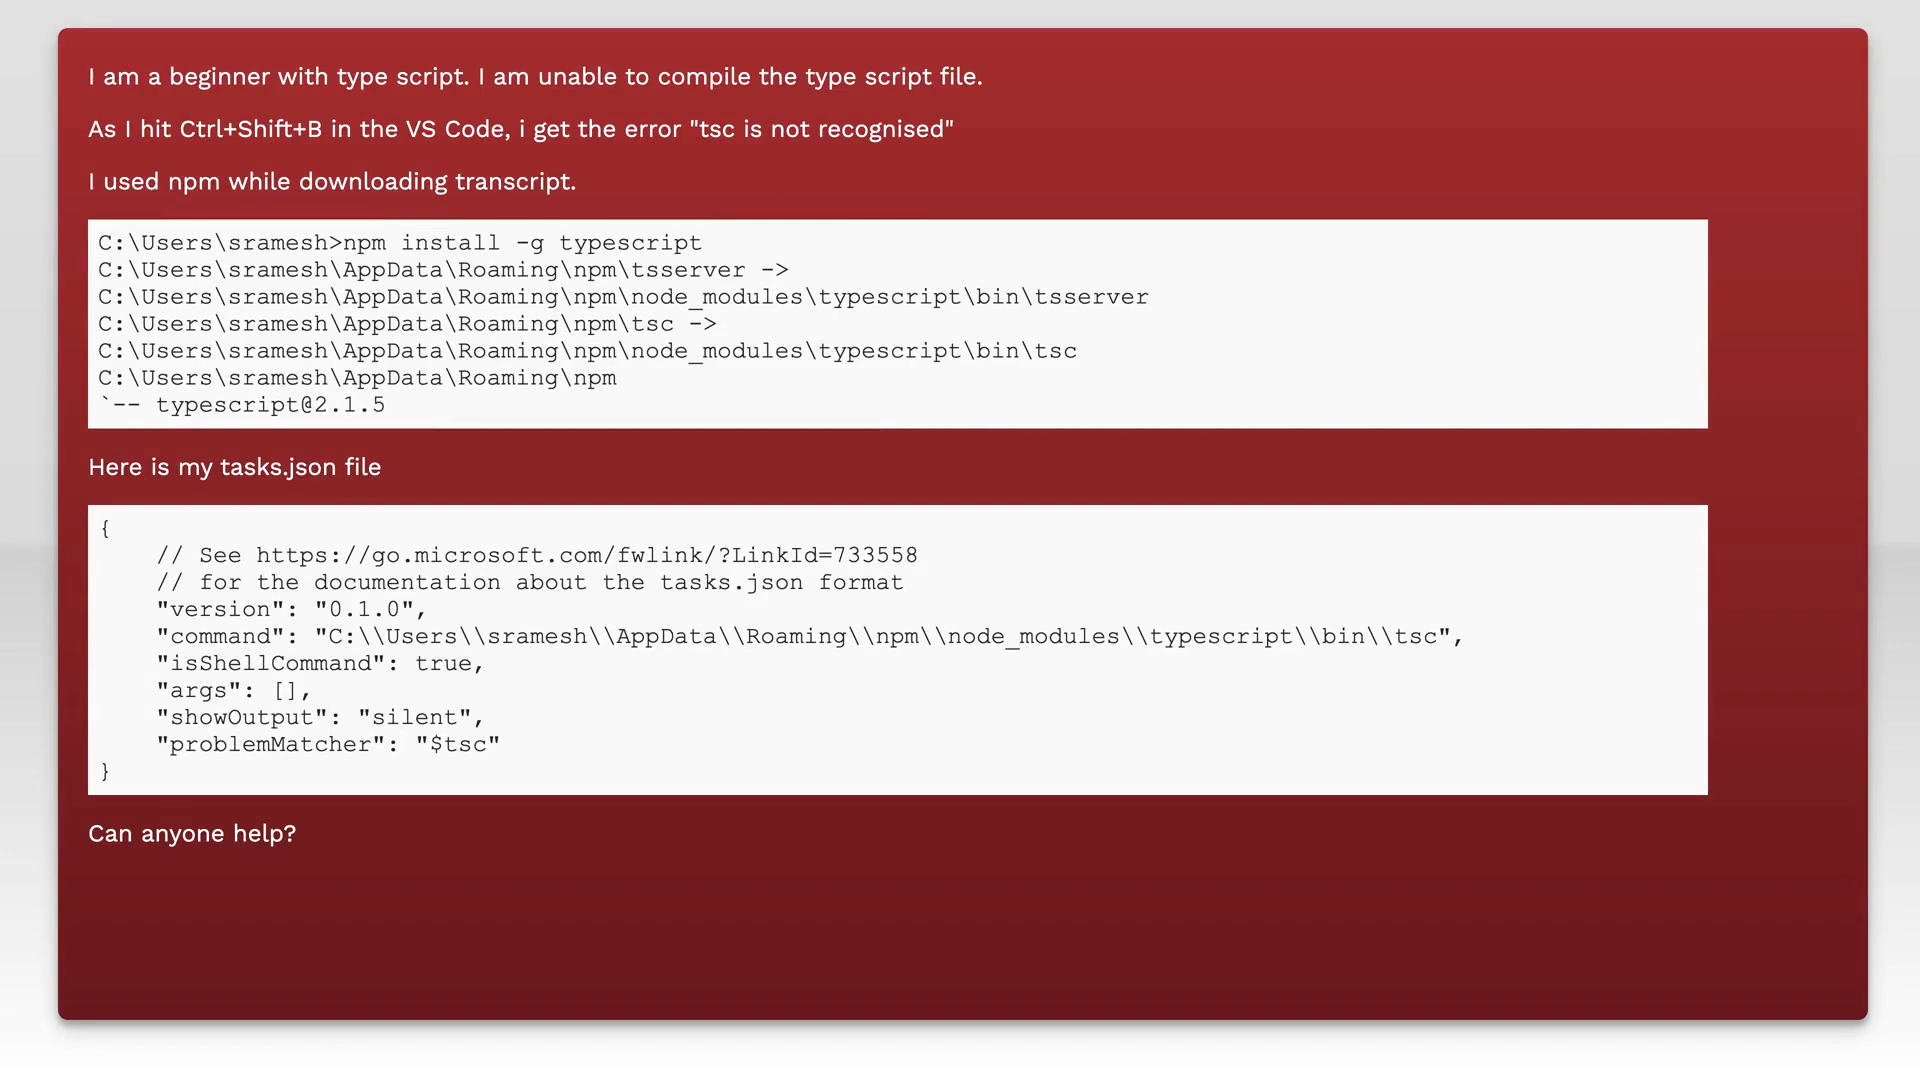 I am a beginner with type script. I am unable to compile the type script file.
As I hit Ctrl+Shift+B in the VS Code, i get the error "tsc is not recognised"
I used npm while downloading transcript.
C:\Users\sramesh>npm install -g typescript
C:\Users\sramesh\AppData\Roaming\npm\tsserver ->
C:\Users\sramesh\AppData\Roaming\npm\node_modules\typescript\bin\tsserver
C:\Users\sramesh\AppData\Roaming\npm\tsc ->
C:\Users\sramesh\AppData\Roaming\npm\node_modules\typescript\bin\tsc
C:\Users\sramesh\AppData\Roaming\npm
`-- typescript@2.1.5
Here is my tasks.json file
{
    // See https://go.microsoft.com/fwlink/?LinkId=733558
    // for the documentation about the tasks.json format
    "version": "0.1.0",
    "command": "C:\\Users\\sramesh\\AppData\\Roaming\\npm\\node_modules\\typescript\\bin\\tsc",
    "isShellCommand": true,
    "args": [],
    "showOutput": "silent",
    "problemMatcher": "$tsc"
}
Can anyone help?